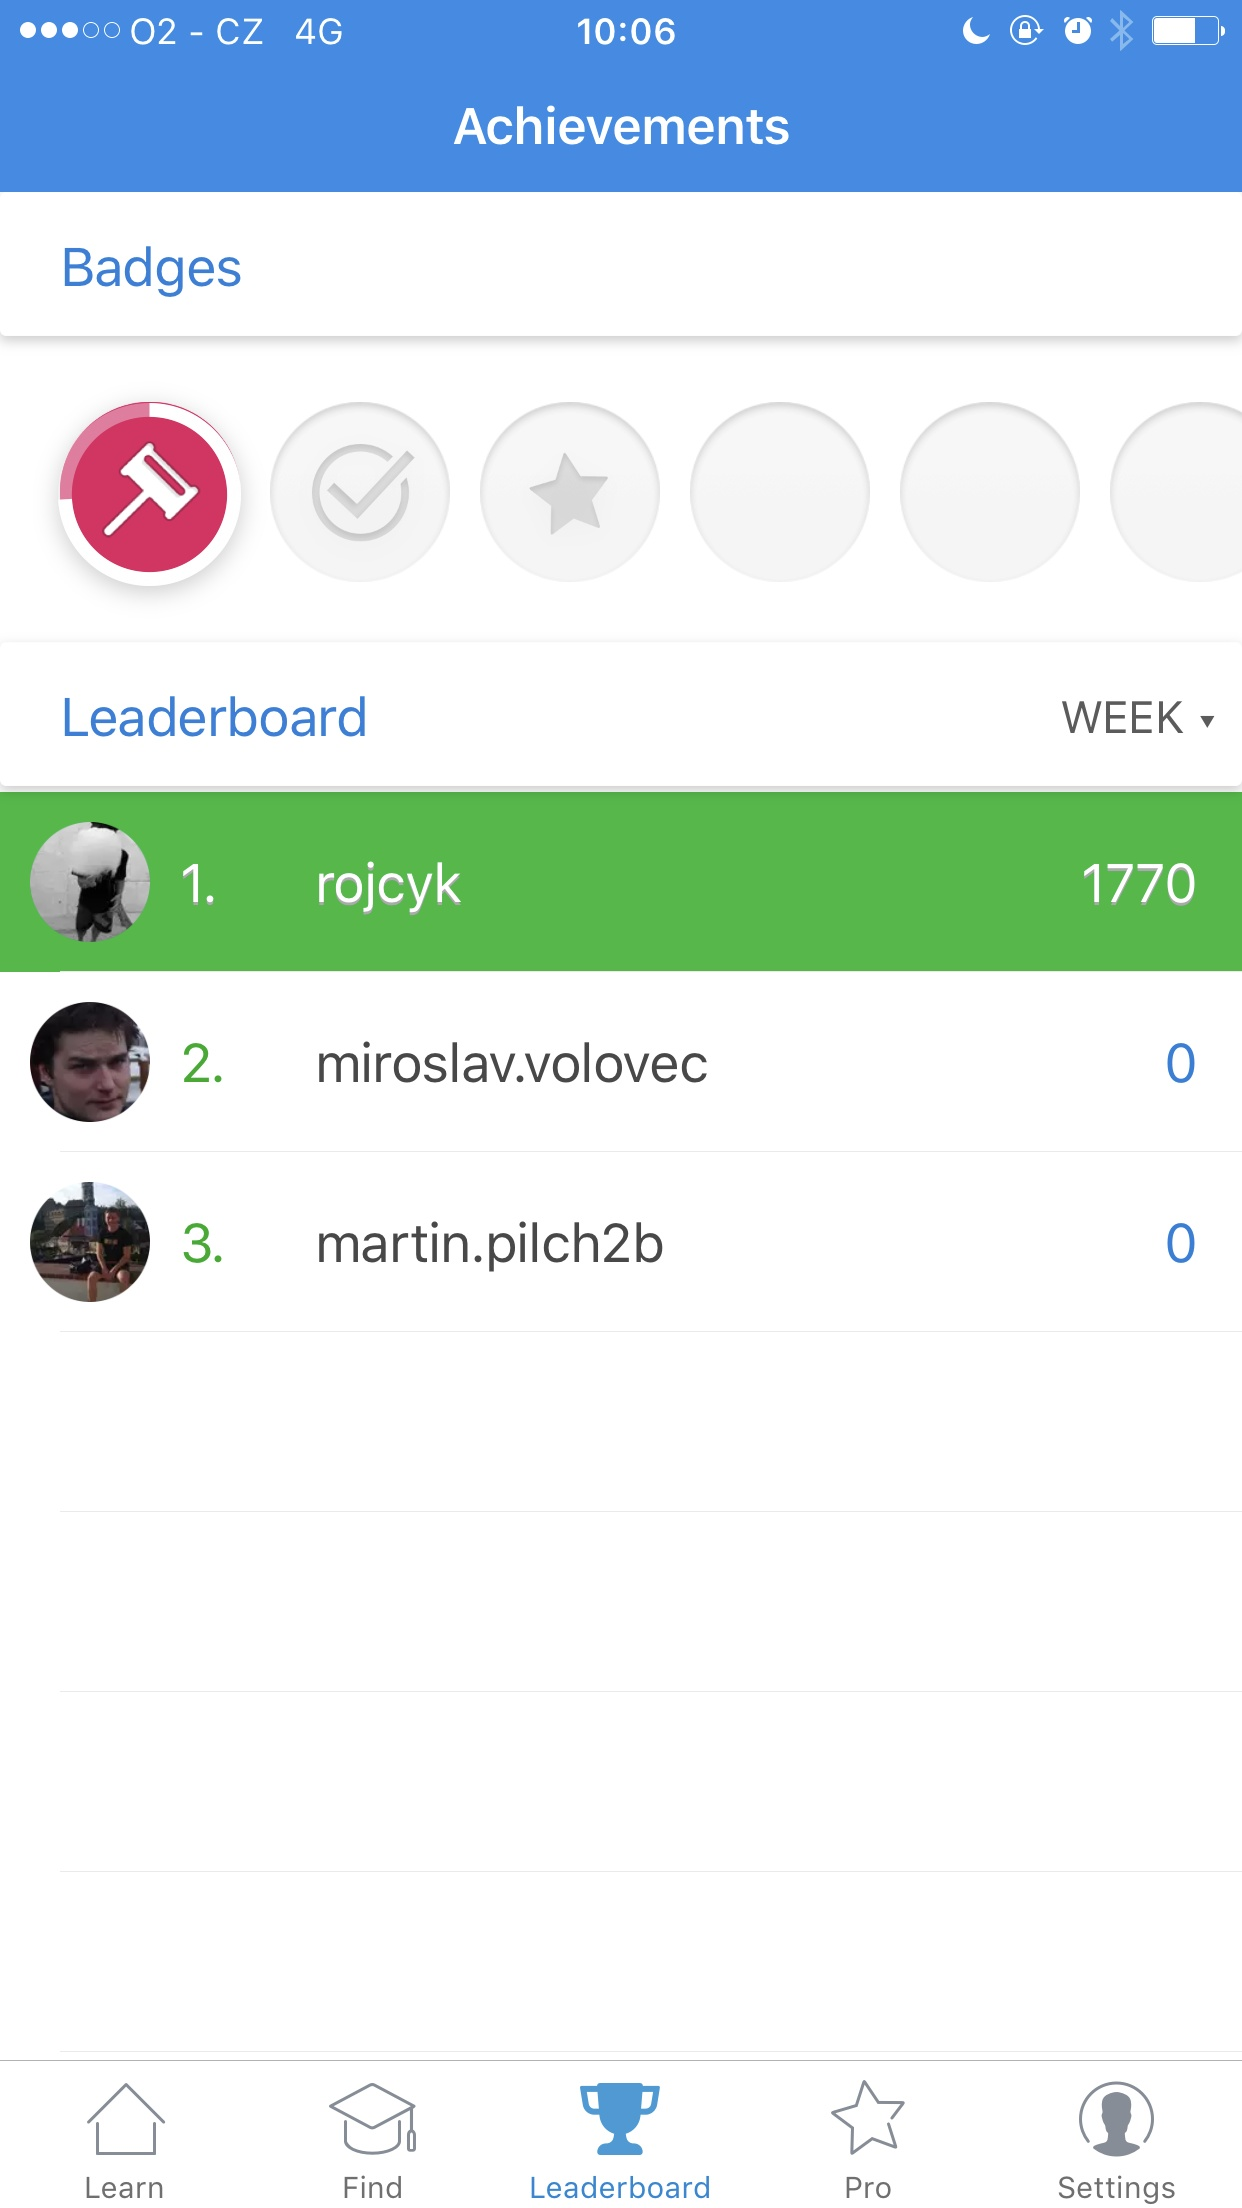 O2 - CZ 4G 10:06
Achievements
Badges
Leaderboard WEEK
1. rojcyk 1770
2. miroslav.volovec 0
3. martin.pilch2b 0
Learn Find Leaderboard Pro Settings